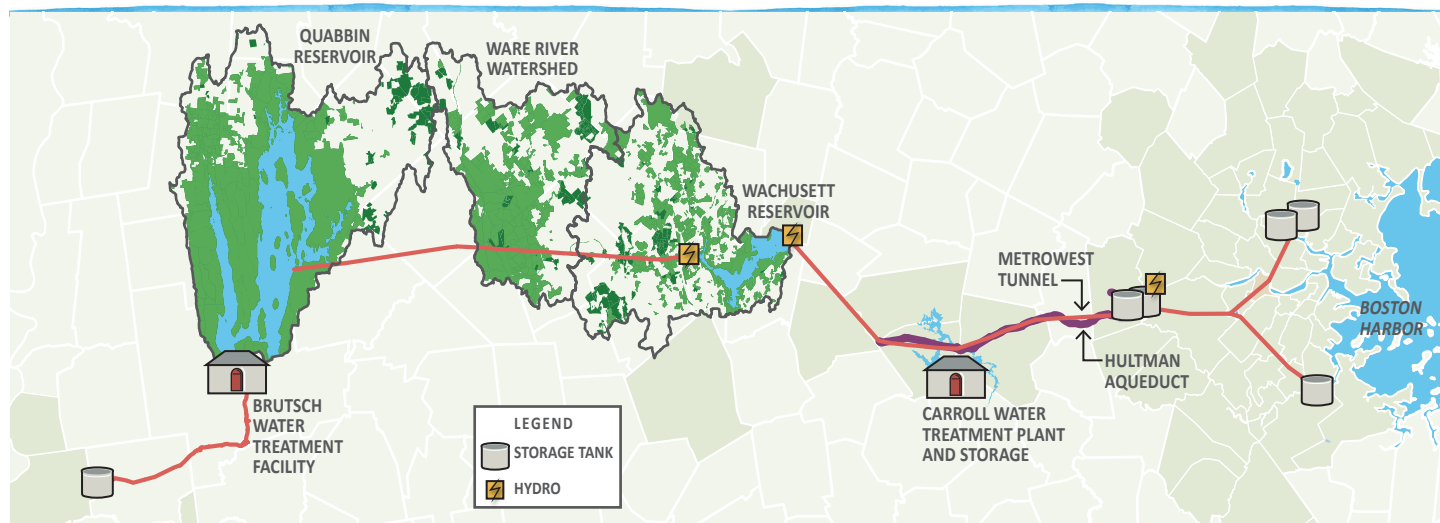 QUABBIN
RESERVOIR
WARE RIVER
WATERSHED
WACHUSETT
RESERVOIR
METROWEST
TUNNEL
BOSTON
HARBOR
HULTMAN
AQUEDUCT
BRUTSCH
WATER
TREATMENT
FACILITY
CARROLL WATER
TREATMENT PLANT
AND STORAGE
LEGEND
STORAGE TANK
HYDRO